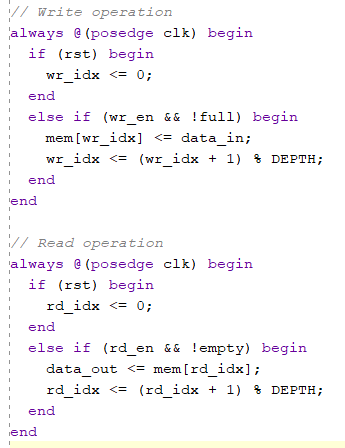 // Write operation
always @(posedge clk) begin
  if (rst) begin
    wr_idx <= 0;
  end
  else if (wr_en && !full) begin
    mem[wr_idx] <= data_in;
    wr_idx <= (wr_idx + 1) % DEPTH;
  end
end

// Read operation
always @(posedge clk) begin
  if (rst) begin
    rd_idx <= 0;
  end
  else if (rd_en && !empty) begin
    data_out <= mem[rd_idx];
    rd_idx <= (rd_idx + 1) % DEPTH;
  end
end